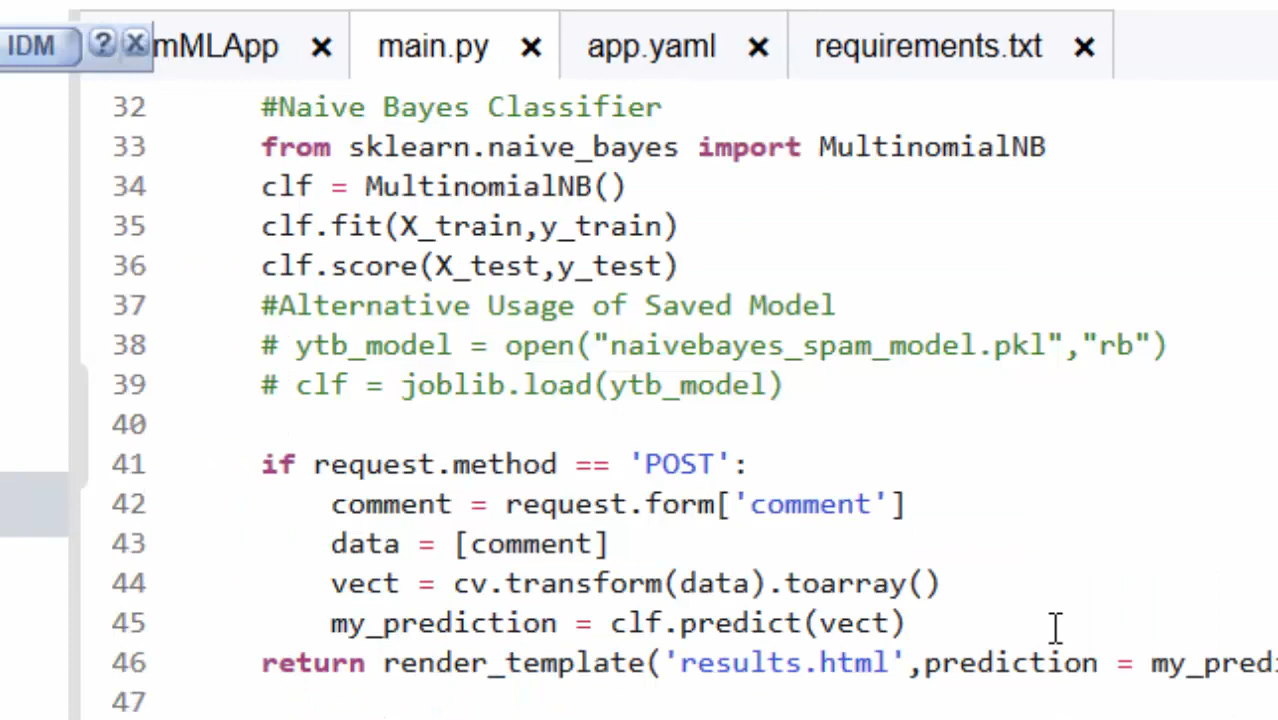 IDM ? X mMLApp × main.py × app.yaml × requirements.txt ×
32 #Naive Bayes Classifier
33 from sklearn.naive_bayes import MultinomialNB
34 clf = MultinomialNB()
35 clf.fit(X_train,y_train)
36 clf.score(X_test,y_test)
37 #Alternative Usage of Saved Model
38 # ytb_model = open("naivebayes_spam_model.pkl","rb")
39 # clf = joblib.load(ytb_model)
40
41 if request.method == 'POST':
42 comment = request.form['comment']
43 data = [comment]
44 vect = cv.transform(data).toarray()
45 my_prediction = clf.predict(vect)
46 return render_template('results.html',prediction = my_predi
47